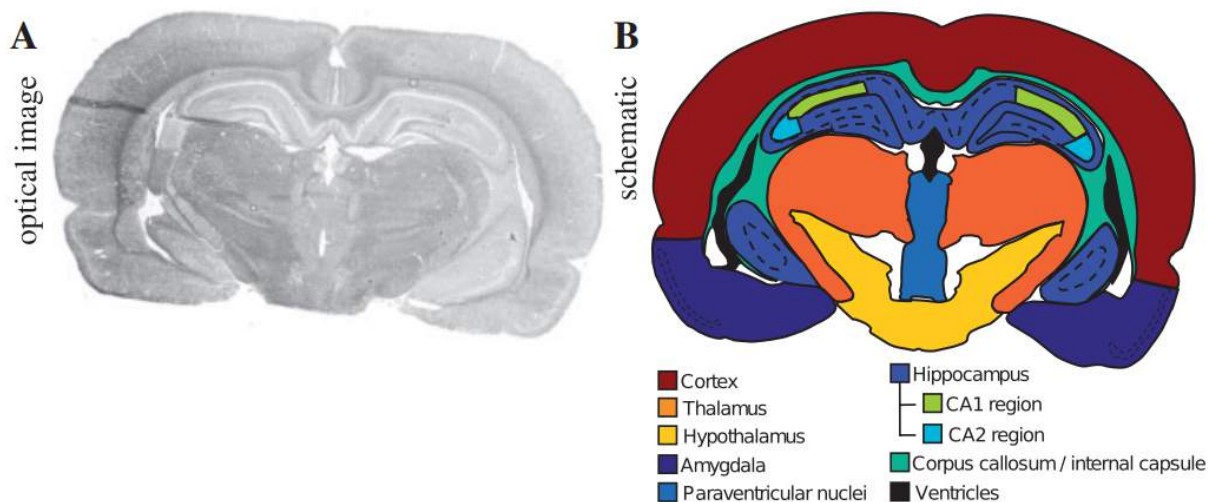 A
optical image
B
schematic
Cortex
Thalamus
Hypothalamus
Amygdala
Paraventricular nuclei
Hippocampus
CA1 region
CA2 region
Corpus callosum / internal capsule
Ventricles